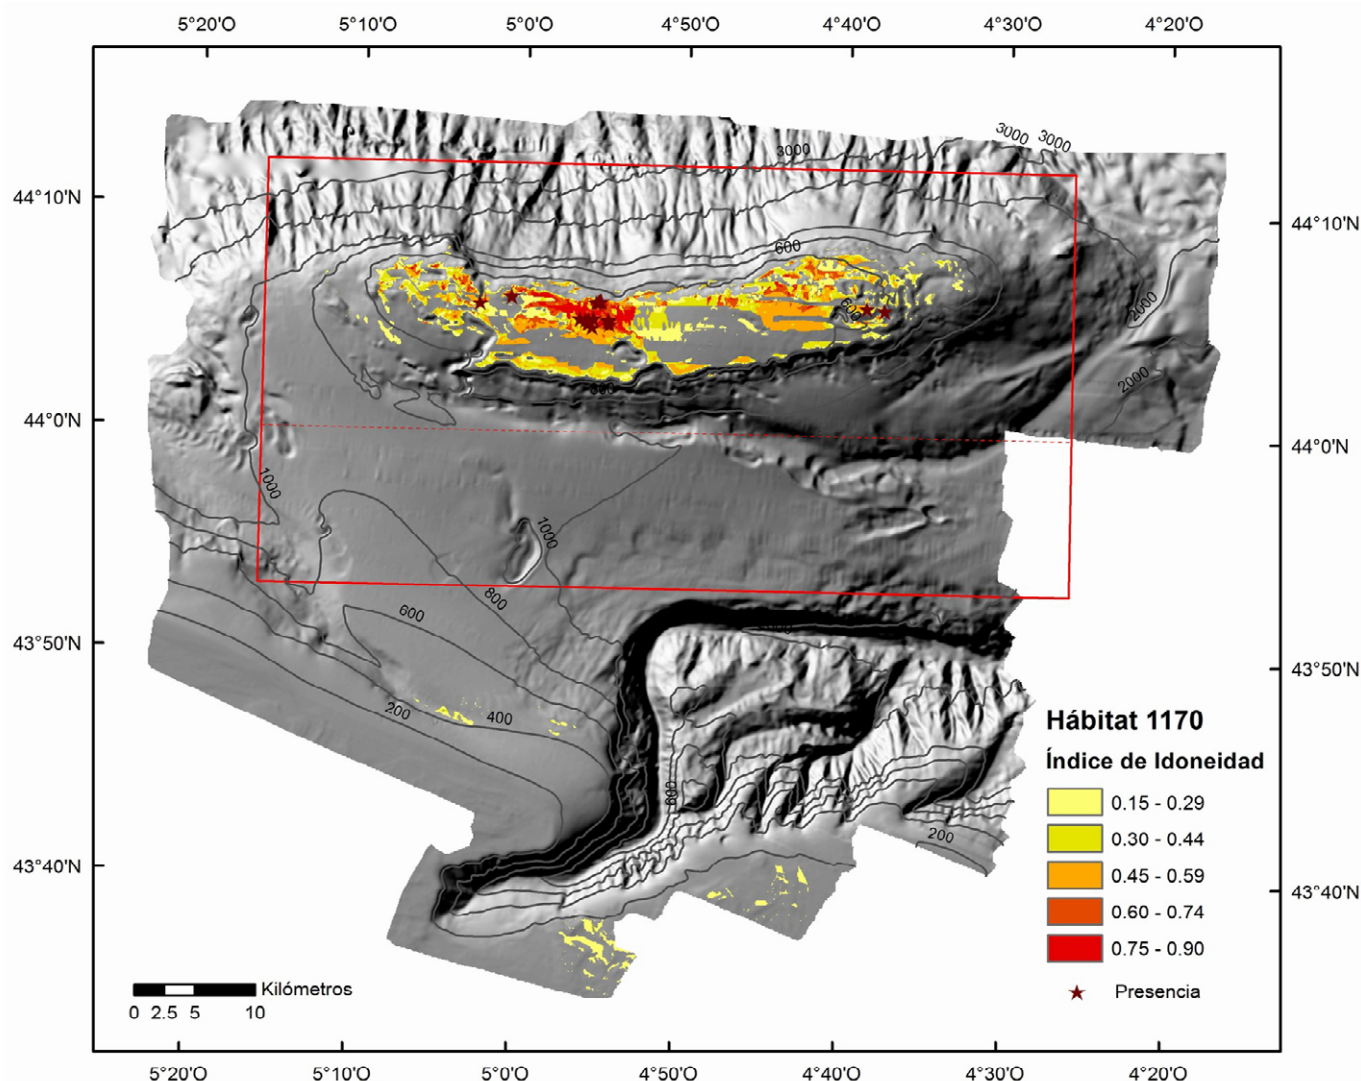 5°20'O 5°10'O 5°0'O 4°50'O 4°40'O 4°30'O 4°20'O
3000 3000
3000
44°10'N
44°10'N
600
600
2000
2000
44°0'N
44°0'N
1000
1000
800
600
43°50'N
43°50'N
200
400
600
200
43°40'N
43°40'N
Hábitat 1170
Índice de Idoneidad
0.15 - 0.29
0.30 - 0.44
0.45 - 0.59
0.60 - 0.74
0.75 - 0.90
Presencia
Kilómetros
0 2.5 5 10
5°20'O 5°10'O 5°0'O 4°50'O 4°40'O 4°30'O 4°20'O